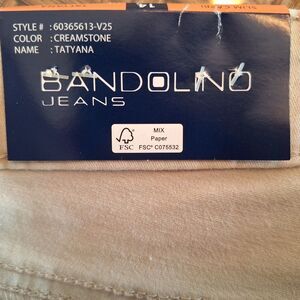 STYLE # : 60365613-V25
COLOR : CREAMSTONE
NAME : TATYANA
BANDOLINO
JEANS
MIX
Paper
FSC
FSC® C075532